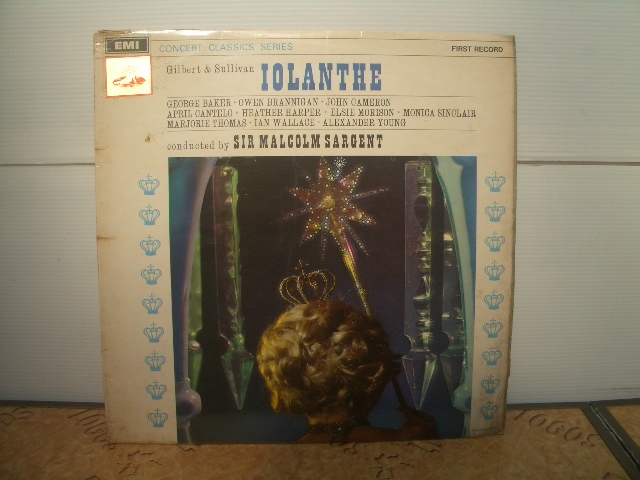 EMI CONCERT CLASSICS SERIES FIRST RECORD
Gilbert & Sullivan IOLANTHE
GEORGE BAKER · OWEN BRANNIGAN · JOHN CAMERON
APRIL CANTELO · HEATHER HARPER · ELSIE MORISON · MONICA SINCLAIR
MARJORIE THOMAS · IAN WALLACE · ALEXANDER YOUNG
conducted by SIR MALCOLM SARGENT